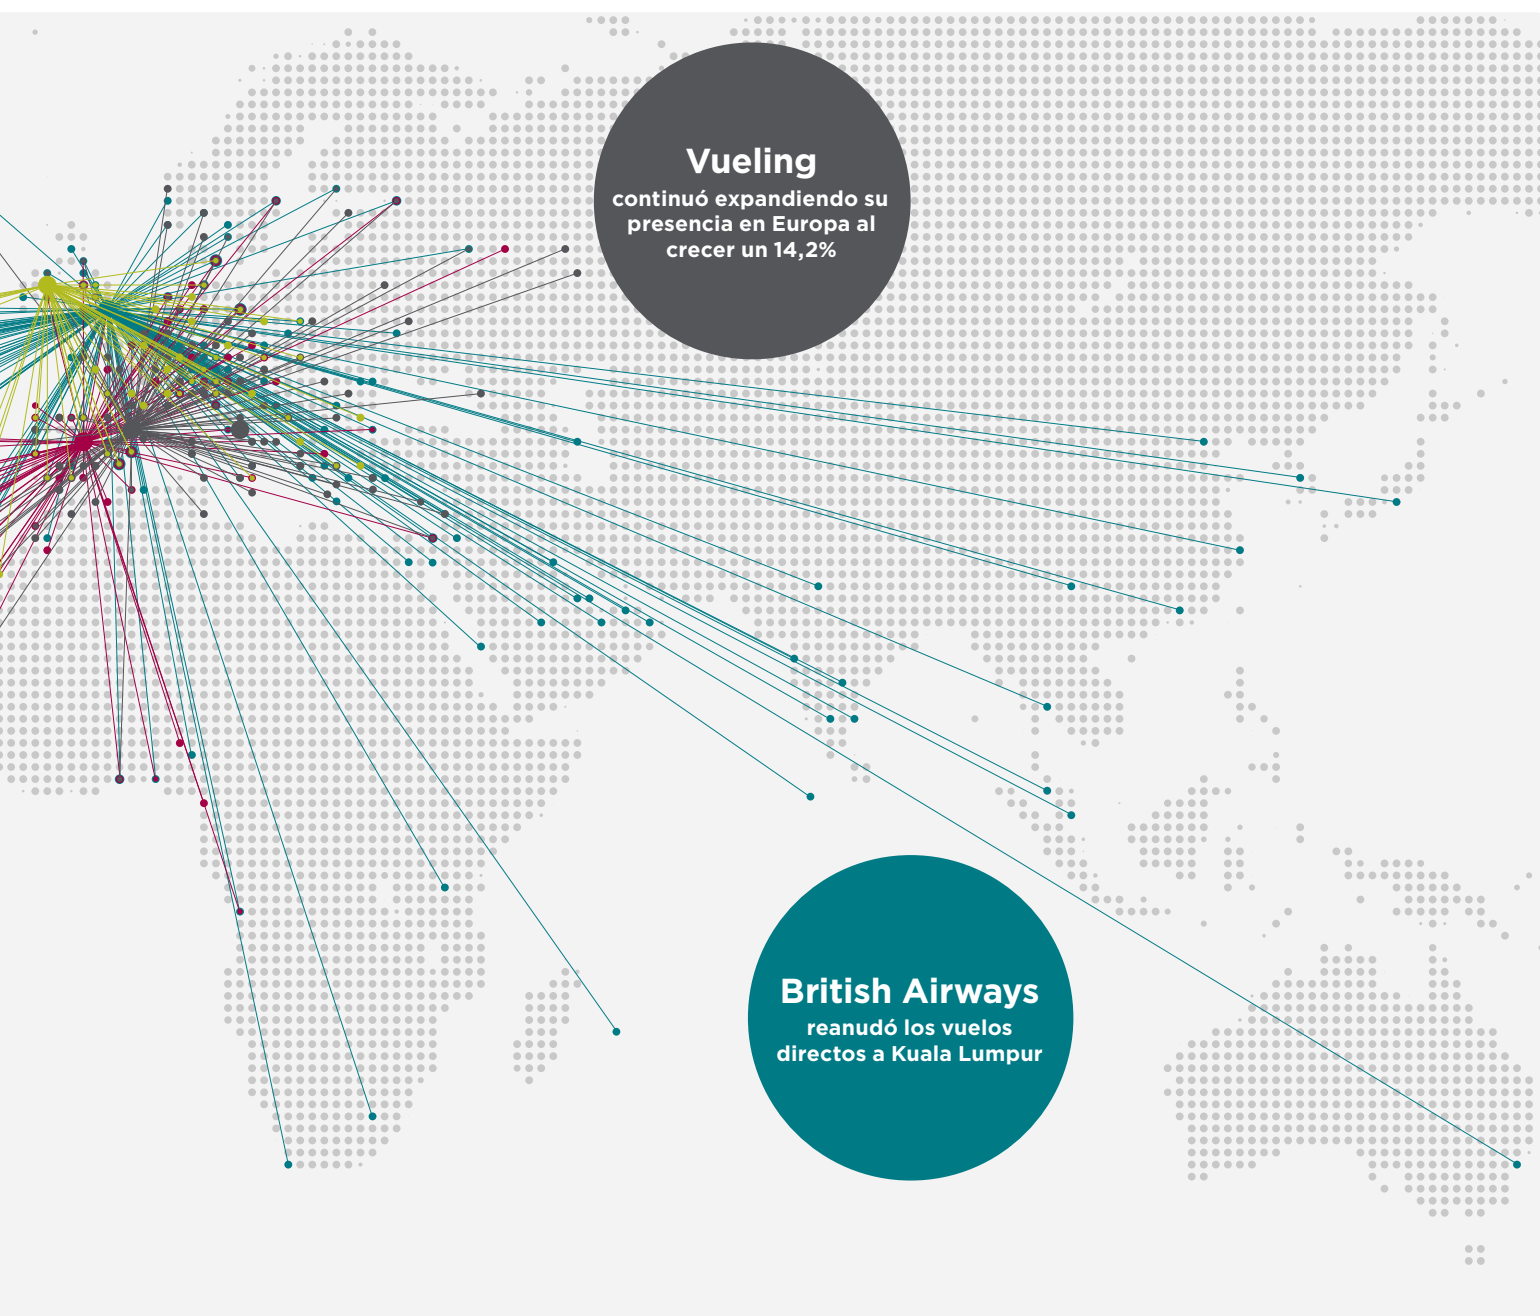 Vueling
continuó expandiendo su
presencia en Europa al
crecer un 14,2%
British Airways
reanudó los vuelos
directos a Kuala Lumpur